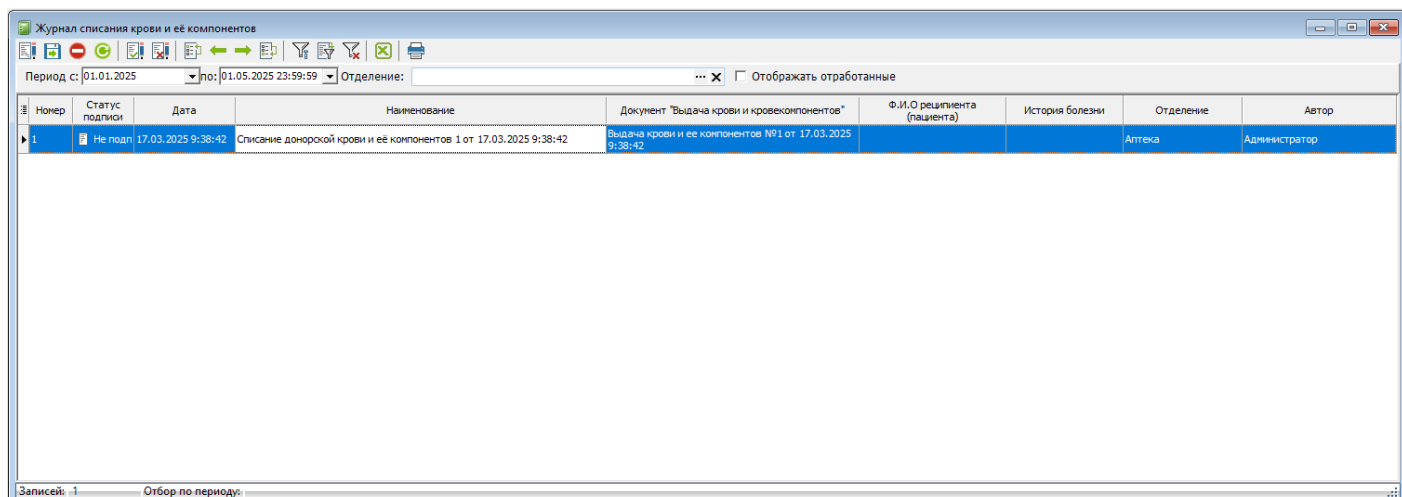 Журнал списания крови и её компонентов
Период с: 01.01.2025 по: 01.05.2025 23:59:59 Отделение: Отображать отработанные
Номер Статус подписи Дата Наименование Документ "Выдача крови и кровекомпонентов" Ф.И.О реципиента (пациента) История болезни Отделение Автор
1 Не подп 17.03.2025 9:38:42 Списание донорской крови и её компонентов 1 от 17.03.2025 9:38:42 Выдача крови и ее компонентов №1 от 17.03.2025 9:38:42 Аптека Администратор
Записей: 1 Отбор по периоду: